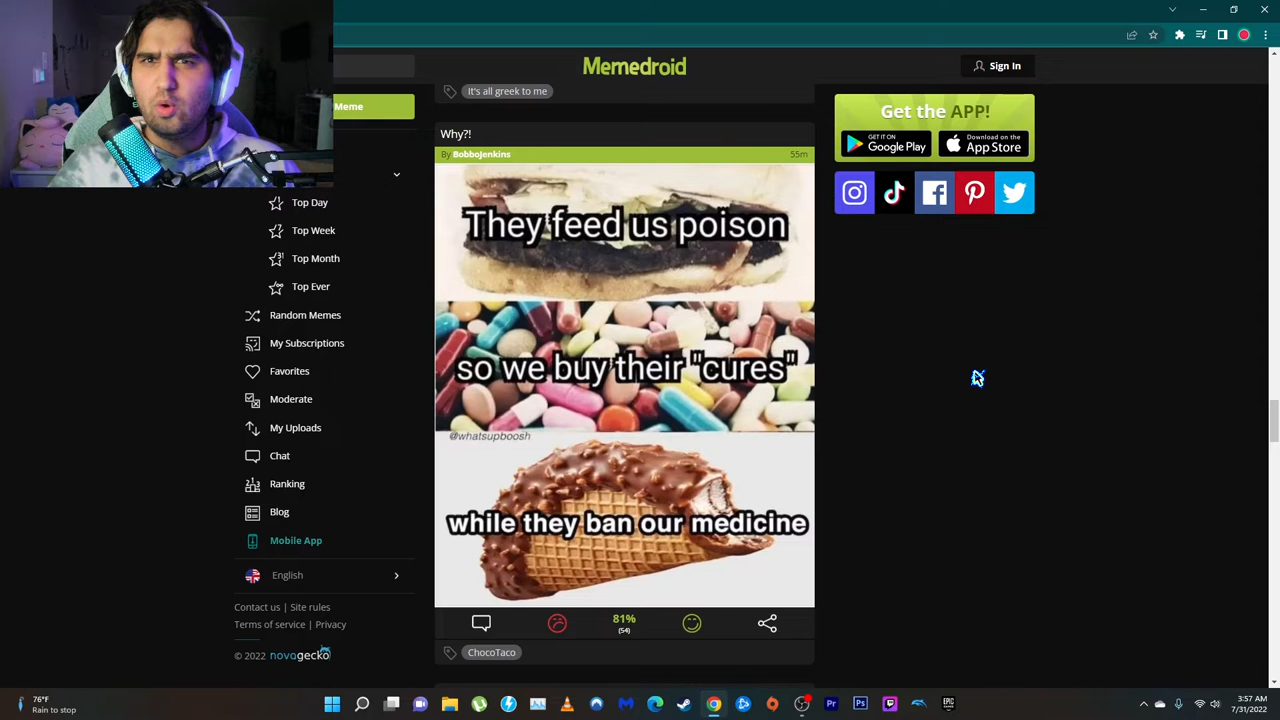 Memedroid
Sign In
It's all greek to me
Meme
Get the APP!
GET IT ON
Google Play
Download on the
App Store
Why?!
By BobboJenkins
55m
They feed us poison
so we buy their "cures"
@whatsupboosh
while they ban our medicine
81%
(54)
ChocoTaco
Top Day
Top Week
Top Month
Top Ever
Random Memes
My Subscriptions
Favorites
Moderate
My Uploads
Chat
Ranking
Blog
Mobile App
English
Contact us | Site rules
Terms of service | Privacy
© 2022 novagecko
76°F
Rain to stop
Pr
Ps
EPIC
3:57 AM
7/31/2022